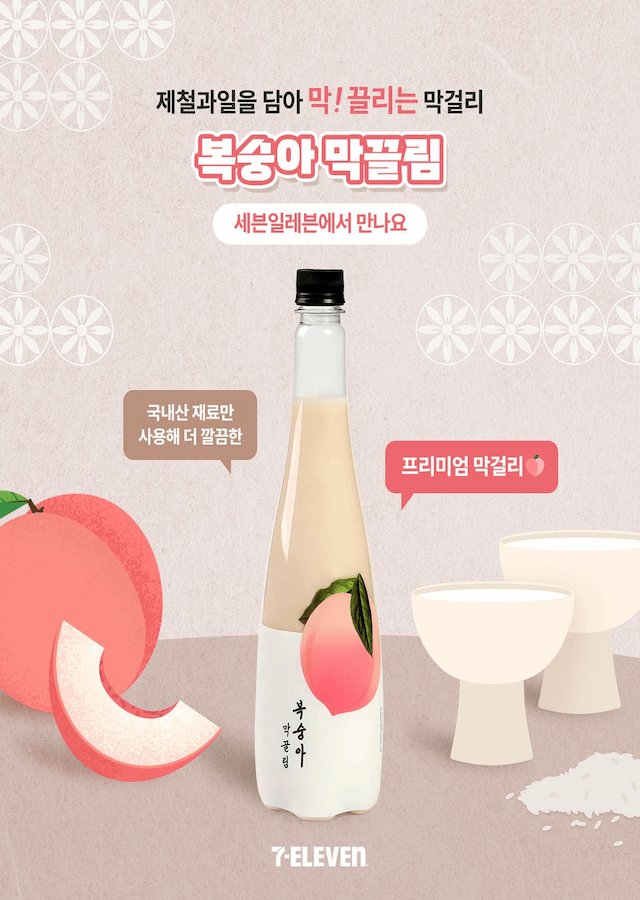 제철과일을 담아 막! 끌리는 막걸리
복숭아 막끌림
세븐일레븐에서 만나요
국내산 재료만
사용해 더 깔끔한
프리미엄 막걸리🍑
복숭아
막끌림
7-ELEVEN